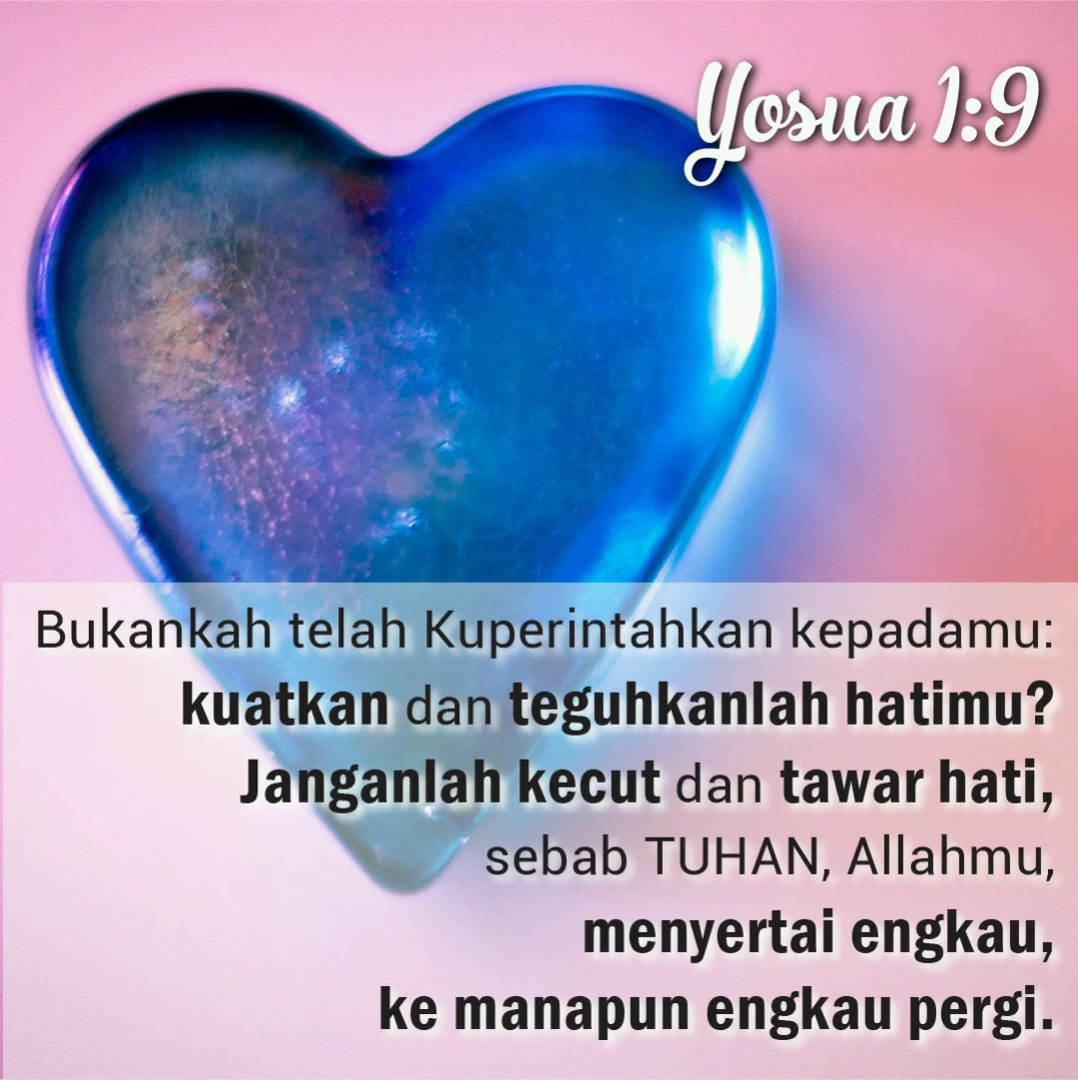 Yosua 1:9
Bukankah telah Kuperintahkan kepadamu:
kuatkan dan teguhkanlah hatimu?
Janganlah kecut dan tawar hati,
sebab TUHAN, Allahmu,
menyertai engkau,
ke manapun engkau pergi.